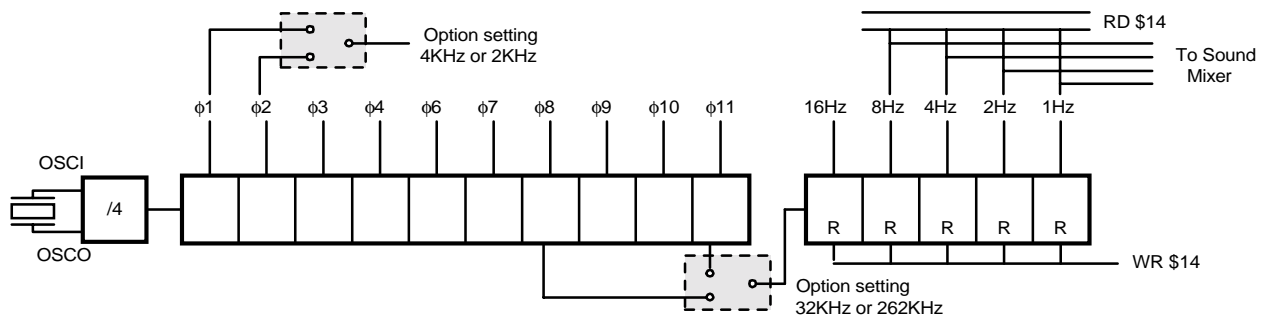 RD $14
Option setting
4KHz or 2KHz
To Sound
Mixer
ϕ1 ϕ2 ϕ3 ϕ4 ϕ6 ϕ7 ϕ8 ϕ9 ϕ10 ϕ11 16Hz 8Hz 4Hz 2Hz 1Hz
OSCI
/4
OSCO
R R R R R
WR $14
Option setting
32KHz or 262KHz